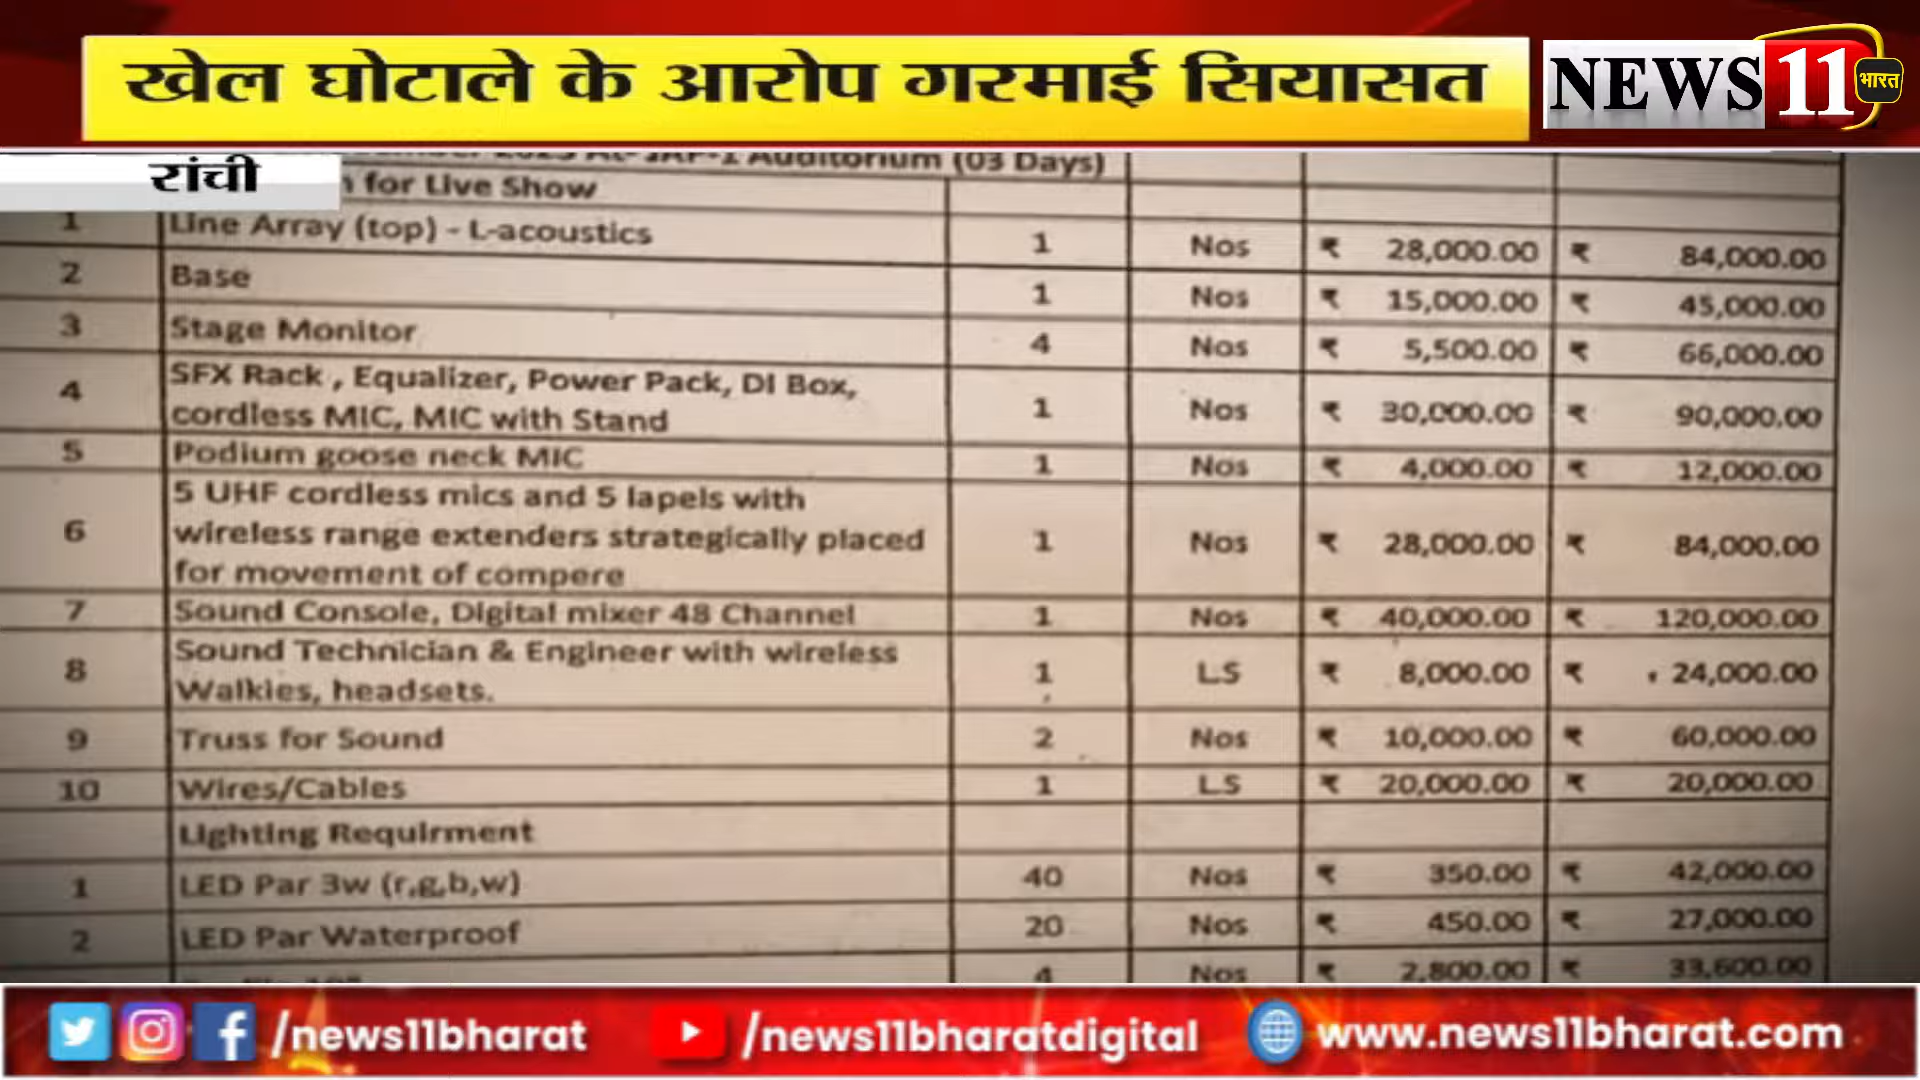 खेल घोटाले के आरोप गरमाई सियासत
NEWS 11 भारत
रांची
Auditorium (03 Days)
for Live Show
1 Line Array (top) - L-acoustics 1 Nos ₹ 28,000.00 ₹ 84,000.00
2 Base 1 Nos ₹ 15,000.00 ₹ 45,000.00
3 Stage Monitor 4 Nos ₹ 5,500.00 ₹ 66,000.00
4 SFX Rack , Equalizer, Power Pack, DI Box,
cordless MIC, MIC with Stand 1 Nos ₹ 30,000.00 ₹ 90,000.00
5 Podium goose neck MIC 1 Nos ₹ 4,000.00 ₹ 12,000.00
5 UHF cordless mics and 5 lapels with
6 wireless range extenders strategically placed 1 Nos ₹ 28,000.00 ₹ 84,000.00
for movement of compere
7 Sound Console, Digital mixer 48 Channel 1 Nos ₹ 40,000.00 ₹ 120,000.00
8 Sound Technician & Engineer with wireless
Walkies, headsets. 1 LS ₹ 8,000.00 ₹ 24,000.00
9 Truss for Sound 2 Nos ₹ 10,000.00 ₹ 60,000.00
10 Wires/Cables 1 LS ₹ 20,000.00 ₹ 20,000.00
Lighting Requirment
1 LED Par 3w (r,g,b,w) 40 Nos ₹ 350.00 ₹ 42,000.00
2 LED Par Waterproof 20 Nos ₹ 450.00 ₹ 27,000.00
4 Nos ₹ 2,800.00 ₹ 33,600.00
/news11bharat /news11bharatdigital www.news11bharat.com